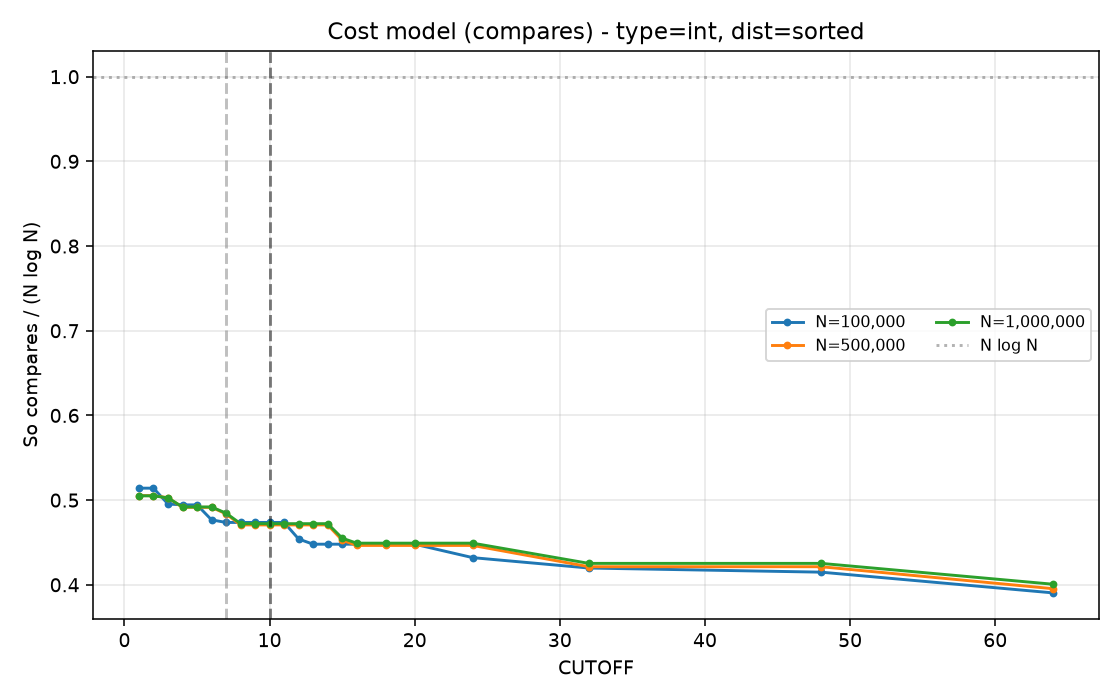 Cost model (compares) - type=int, dist=sorted
So compares / (N log N)
1.0
0.9
0.8
0.7
0.6
0.5
0.4
N=100,000
N=500,000
N=1,000,000
N log N
0 10 20 30 40 50 60
CUTOFF